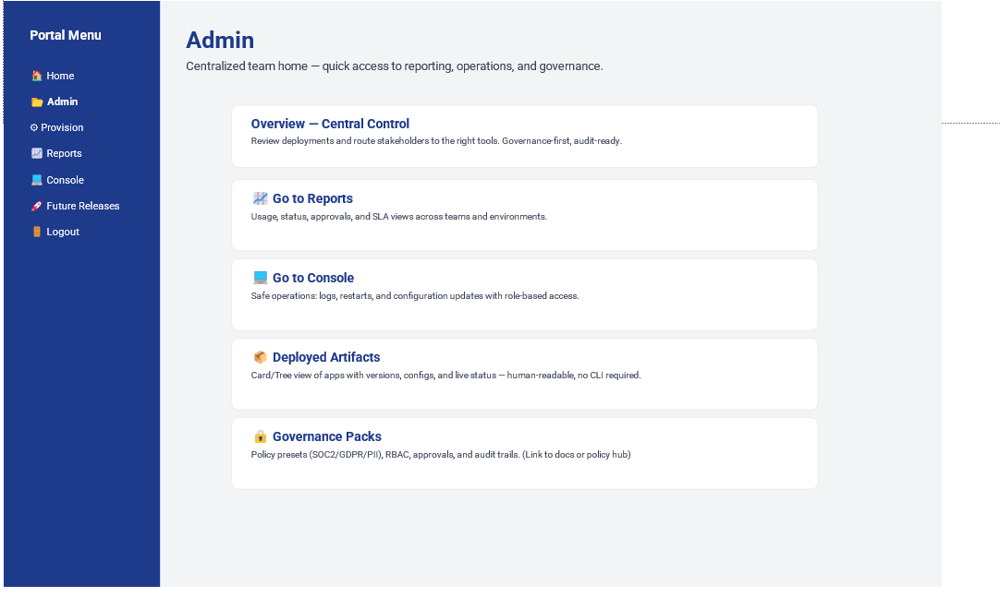 Portal Menu
Home
Admin
Provision
Reports
Console
Future Releases
Logout
Admin
Centralized team home — quick access to reporting, operations, and governance.
Overview — Central Control
Review deployments and route stakeholders to the right tools. Governance-first, audit-ready.
Go to Reports
Usage, status, approvals, and SLA views across teams and environments.
Go to Console
Safe operations: logs, restarts, and configuration updates with role-based access.
Deployed Artifacts
Card/Tree view of apps with versions, configs, and live status — human-readable, no CLI required.
Governance Packs
Policy presets (SOC2/GDPR/PII), RBAC, approvals, and audit trails. (Link to docs or policy hub)